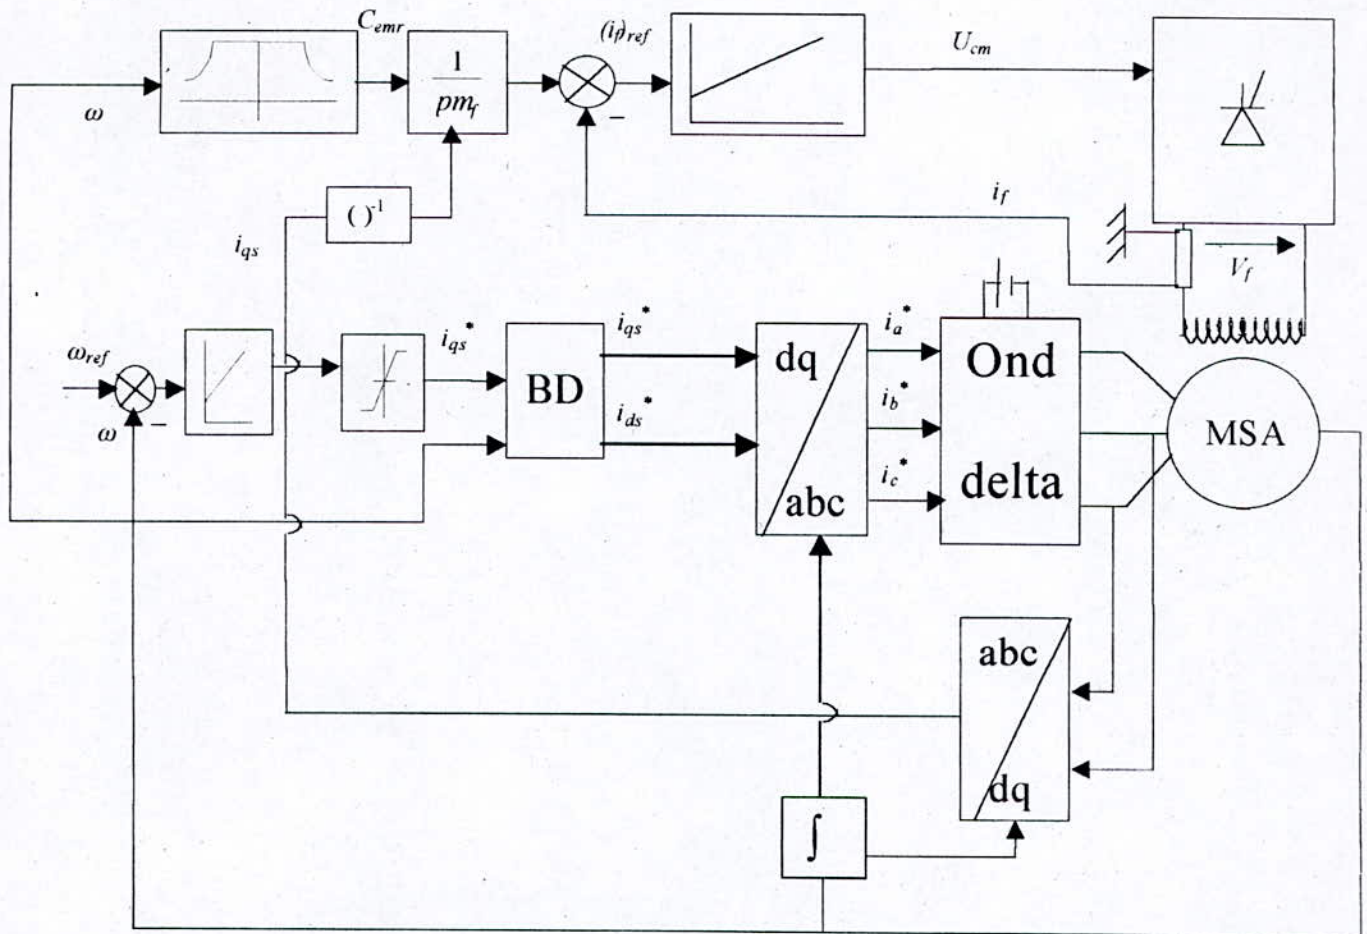 C_emr
(i_f)_ref
U_cm
1
pm_f
ω
−
( )^-1
i_f
V_f
i_qs
ω_ref
ω
−
i_qs*
BD
i_qs*
i_ds*
dq
abc
i_a*
i_b*
i_c*
Ond
delta
MSA
abc
dq
∫